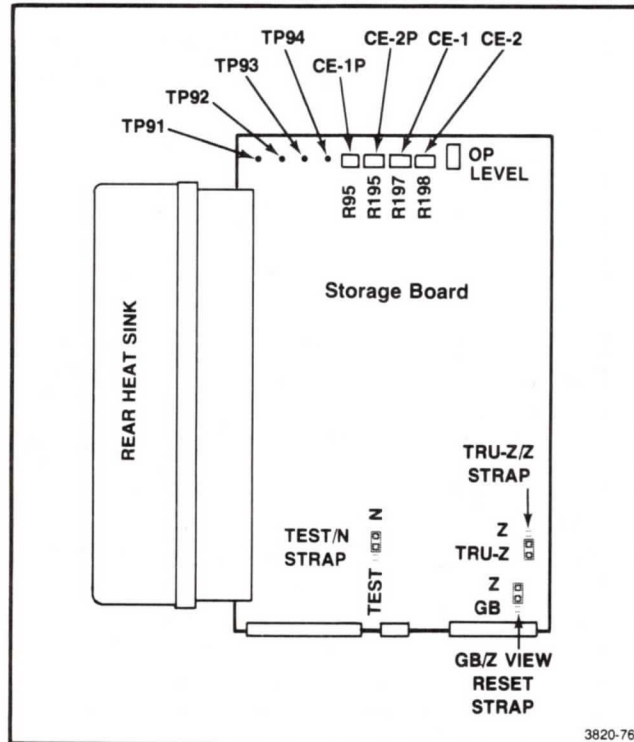 TP94 CE-2P CE-1 CE-2
TP93 CE-1P
TP92
TP91
OP
LEVEL
R95
R195
R197
R198
REAR HEAT SINK
Storage Board
TRU-Z/Z
STRAP
TEST/N
STRAP
N
TEST
Z
TRU-Z
Z
GB
GB/Z VIEW
RESET
STRAP
3820-76